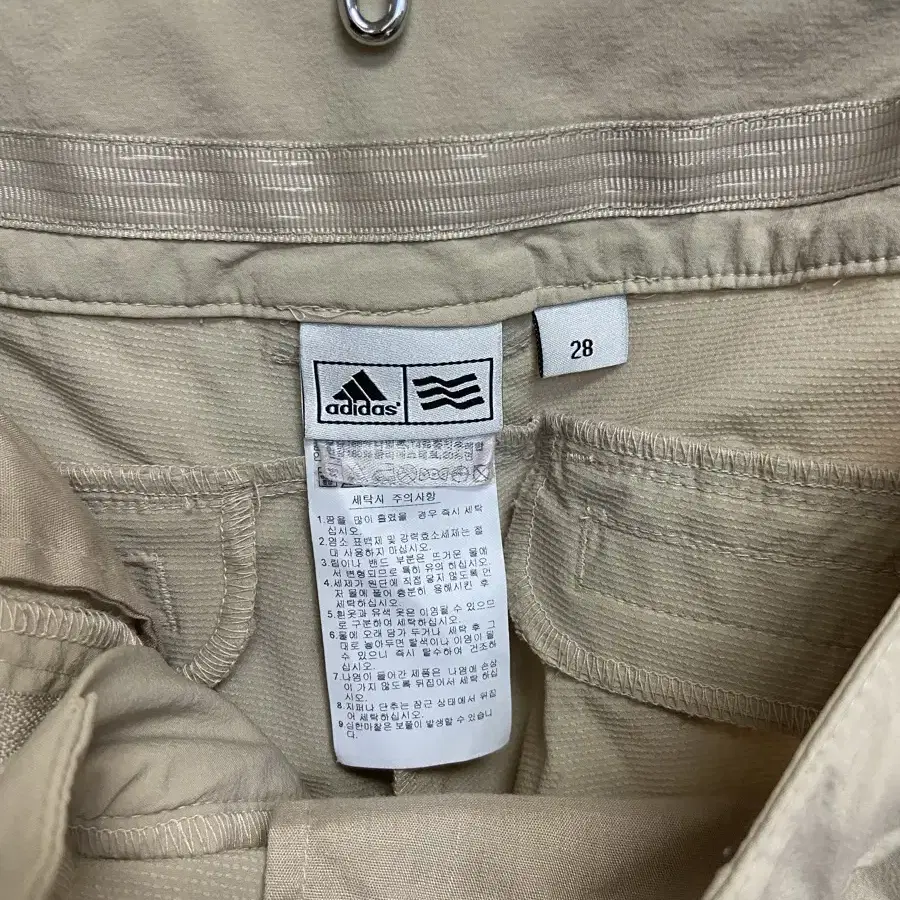 adidas
28
세탁시 주의사항
1.땀을 많이 흘렸을 경우 즉시 세탁
십시오.
2.염소 표백제 및 강력효소세제는 절
대 사용하지 마십시오.
3.립이나 밴드 부분은 뜨거운 물에
서 변형되므로 특히 유의 하십시오.
4.세제가 원단에 직접 닿지 않도록 먼
저 물에 풀어 충분히 용해시킨 후
세탁하십시오.
5.흰옷과 유색 옷은 이염될 수 있으므
로 구분하여 세탁하십시오.
6.물에 오래 담가 두거나 세탁 후 그
대로 놓아두면 탈색이나 이염이 될
수 있으니 즉시 탈수하여 건조하
십시오.
7.나염이 들어간 제품은 나염에 손상
이 가지 않도록 뒤집어서 세탁 하십
시오.
8.지퍼나 단추는 잠근 상태에서 뒤집
어 세탁하십시오.
9.심한마찰은 보풀이 발생할 수 있습니
다.